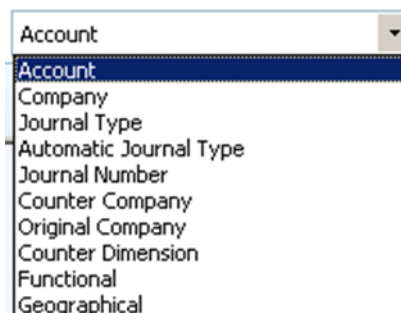 Account
Account
Company
Journal Type
Automatic Journal Type
Journal Number
Counter Company
Original Company
Counter Dimension
Functional
Geographical